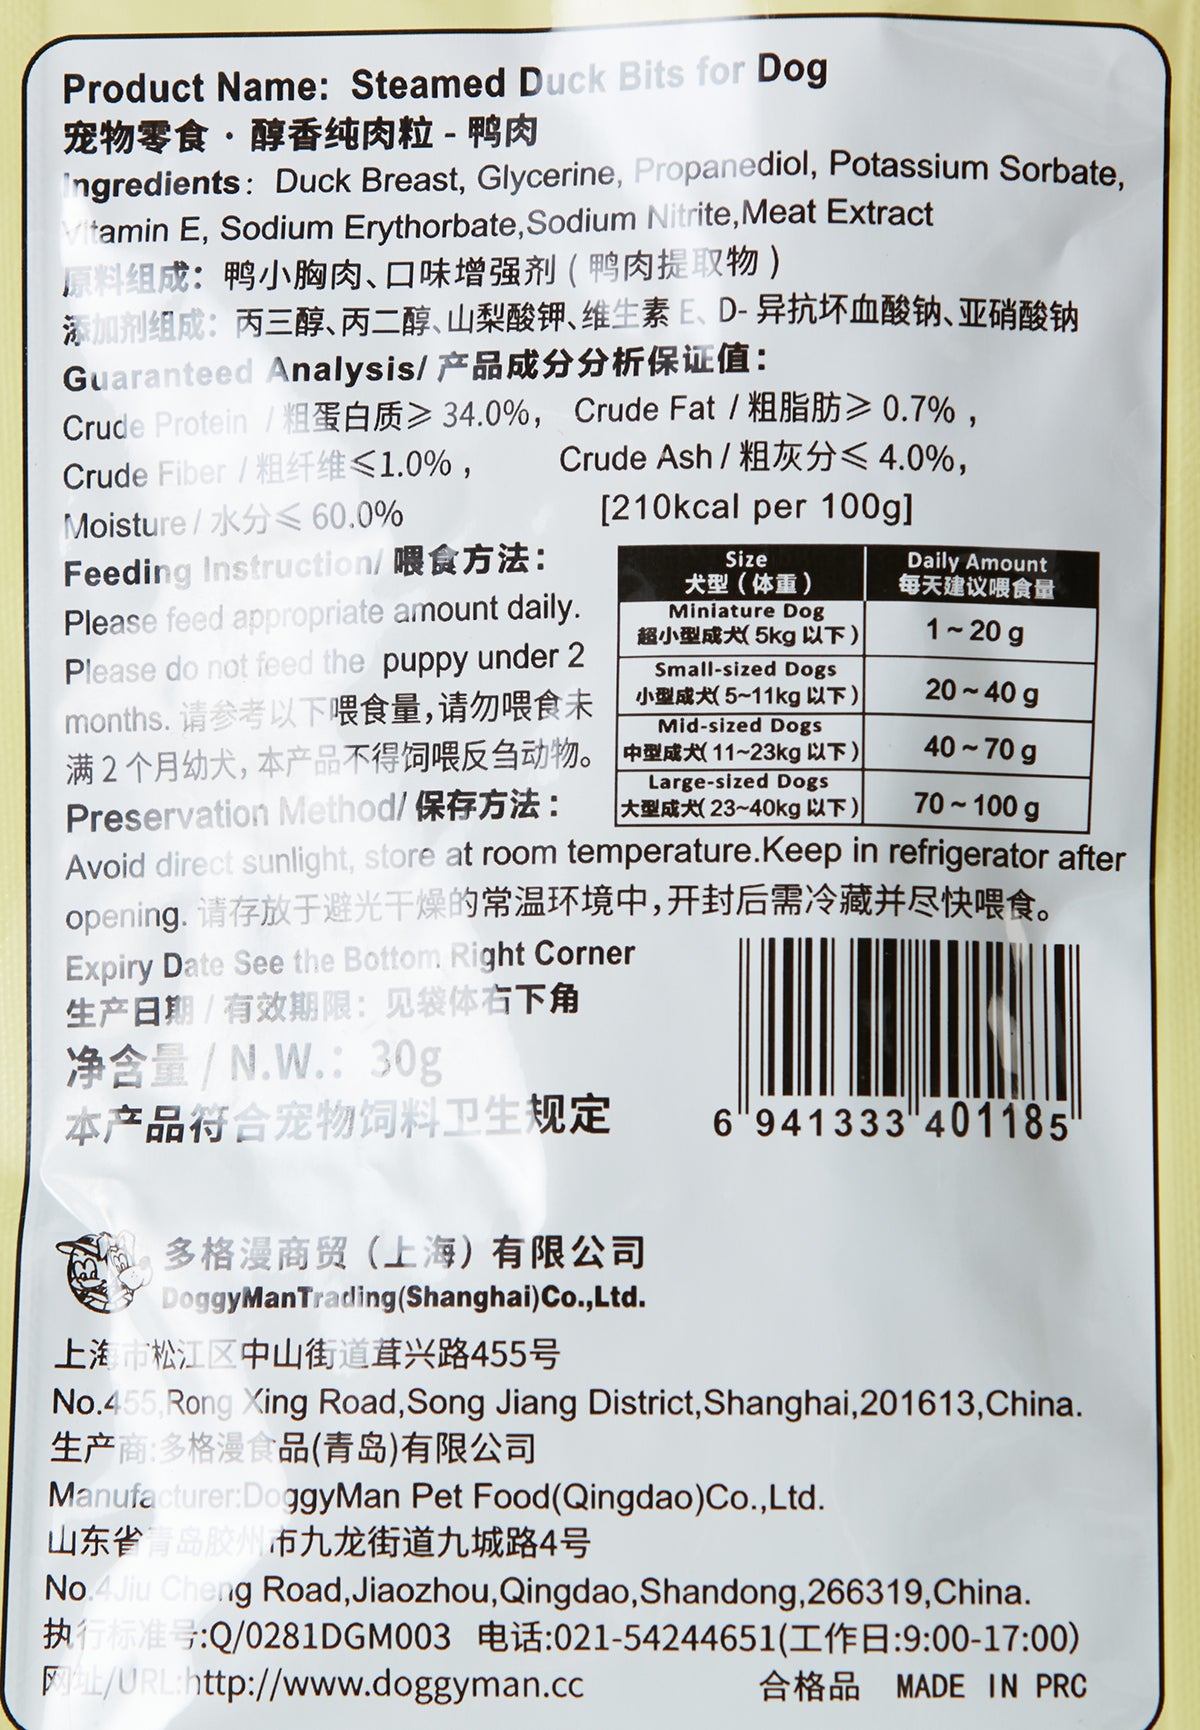 Product Name: Steamed Duck Bits for Dog
宠物零食·醇香纯肉粒-鸭肉
Ingredients: Duck Breast, Glycerine, Propanediol, Potassium Sorbate,
Vitamin E, Sodium Erythorbate,Sodium Nitrite,Meat Extract
原料组成：鸭小胸肉、口味增强剂(鸭肉提取物)
添加剂组成：丙三醇、丙二醇、山梨酸钾、维生素 E、D-异抗坏血酸钠、亚硝酸钠
Guaranteed Analysis/产品成分分析保证值：
Crude Protein /粗蛋白质≥34.0%, Crude Fat /粗脂肪≥0.7%,
Crude Fiber /粗纤维≤1.0%, Crude Ash/粗灰分≤4.0%,
Moisture/水分≤60.0% [210kcal per 100g]
Feeding Instruction/喂食方法：
Please feed appropriate amount daily.
Please do not feed the puppy under 2
months. 请参考以下喂食量,请勿喂食未
满2个月幼犬,本产品不得饲喂反刍动物。
Size Daily Amount
犬型(体重) 每天建议喂食量
Miniature Dog
超小型成犬(5kg以下) 1~20g
Small-sized Dogs
小型成犬(5~11kg以下) 20~40g
Mid-sized Dogs
中型成犬(11~23kg以下) 40~70g
Large-sized Dogs
大型成犬(23~40kg以下) 70~100g
Preservation Method/保存方法：
Avoid direct sunlight, store at room temperature.Keep in refrigerator after
opening. 请存放于避光干燥的常温环境中,开封后需冷藏并尽快喂食。
Expiry Date See the Bottom Right Corner
生产日期/有效期限：见袋体右下角
净含量/N.W.：30g
本产品符合宠物饲料卫生规定
6 941333 401185
多格漫商贸(上海)有限公司
DoggyManTrading(Shanghai)Co.,Ltd.
上海市松江区中山街道茸兴路455号
No.455,Rong Xing Road,Song Jiang District,Shanghai,201613,China.
生产商:多格漫食品(青岛)有限公司
Manufacturer:DoggyMan Pet Food(Qingdao)Co.,Ltd.
山东省青岛胶州市九龙街道九城路4号
No.4Jiu Cheng Road,Jiaozhou,Qingdao,Shandong,266319,China.
执行标准号:Q/0281DGM003 电话:021-54244651(工作日:9:00-17:00)
网址/URL:http://www.doggyman.cc 合格品 MADE IN PRC